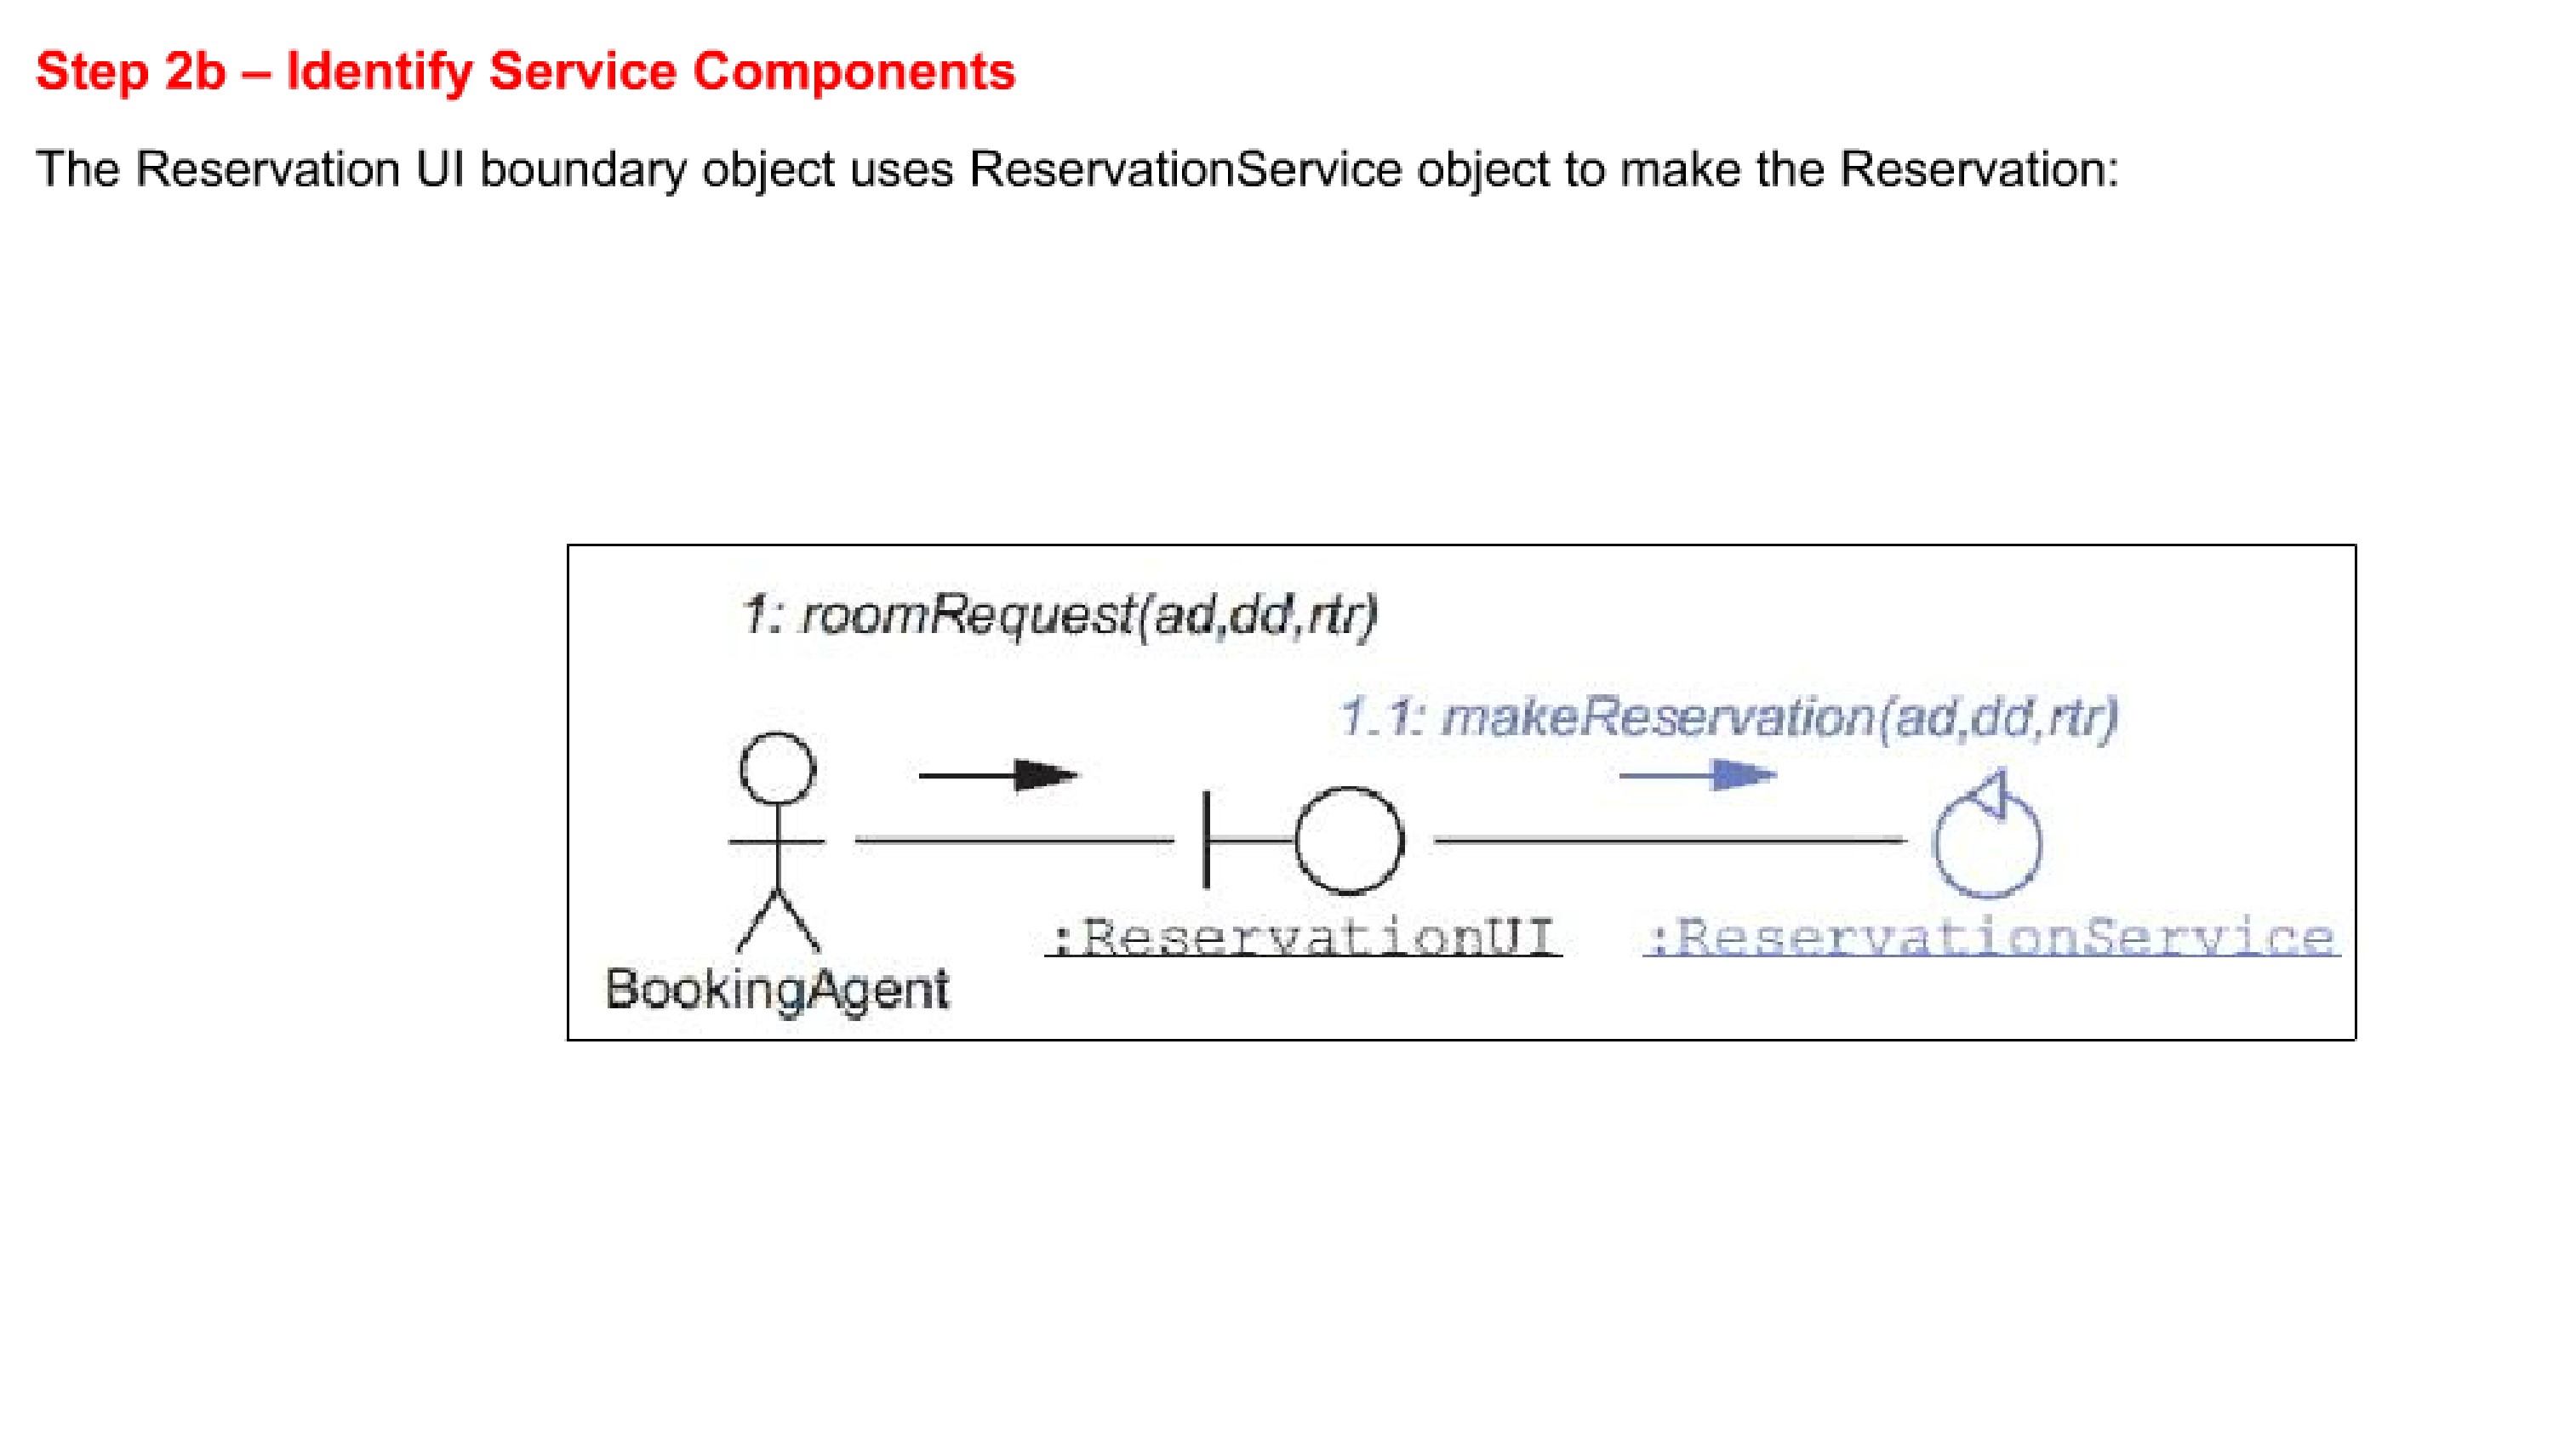 Step 2b – Identify Service Components
The Reservation UI boundary object uses ReservationService object to make the Reservation:
1: roomRequest(ad,dd,rtr)
1.1: makeReservation(ad,dd,rtr)
:ReservationUI
:ReservationService
BookingAgent